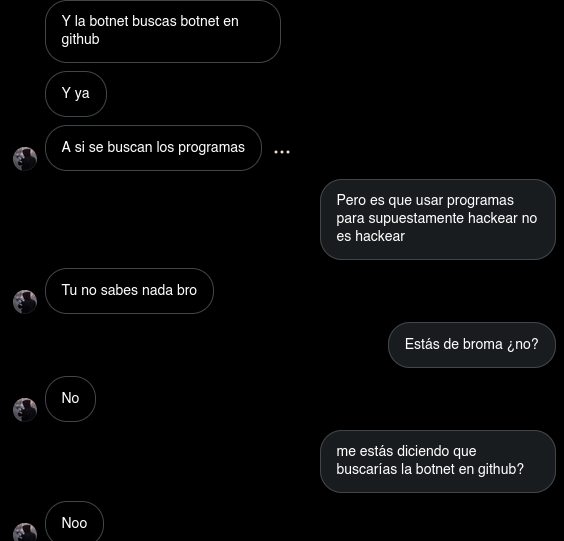 Y la botnet buscas botnet en
github
Y ya
A si se buscan los programas
Pero es que usar programas
para supuestamente hackear no
es hackear
Tu no sabes nada bro
Estás de broma ¿no?
No
me estás diciendo que
buscarías la botnet en github?
Noo